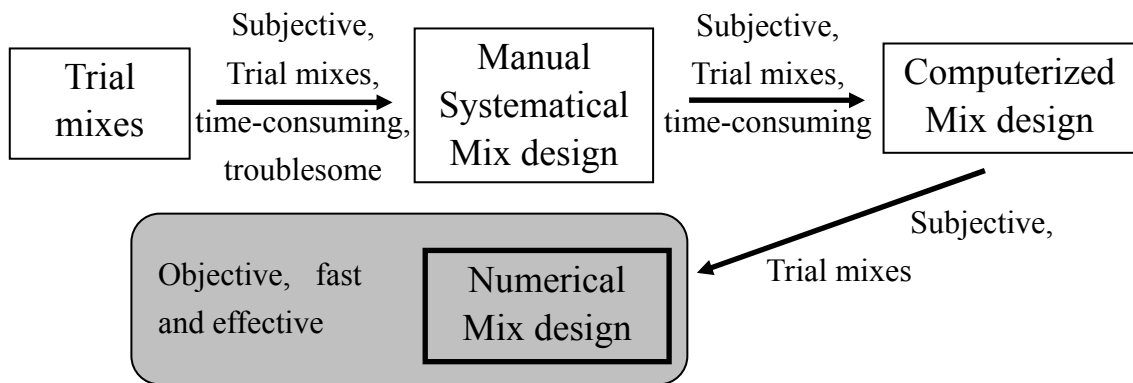 Trial
mixes
Subjective,
Trial mixes,
time-consuming,
troublesome
Manual
Systematical
Mix design
Subjective,
Trial mixes,
time-consuming
Computerized
Mix design
Subjective,
Trial mixes
Objective, fast
and effective
Numerical
Mix design